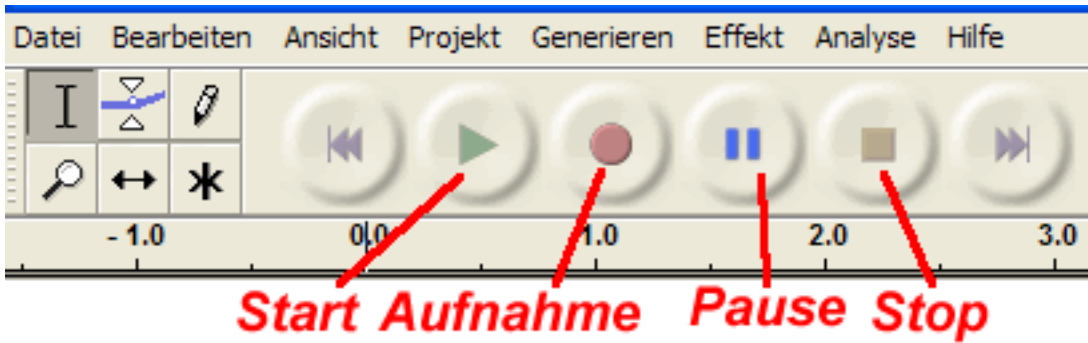 Datei Bearbeiten Ansicht Projekt Generieren Effekt Analyse Hilfe
- 1.0 0,0 1.0 2.0 3.0
Start Aufnahme Pause Stop